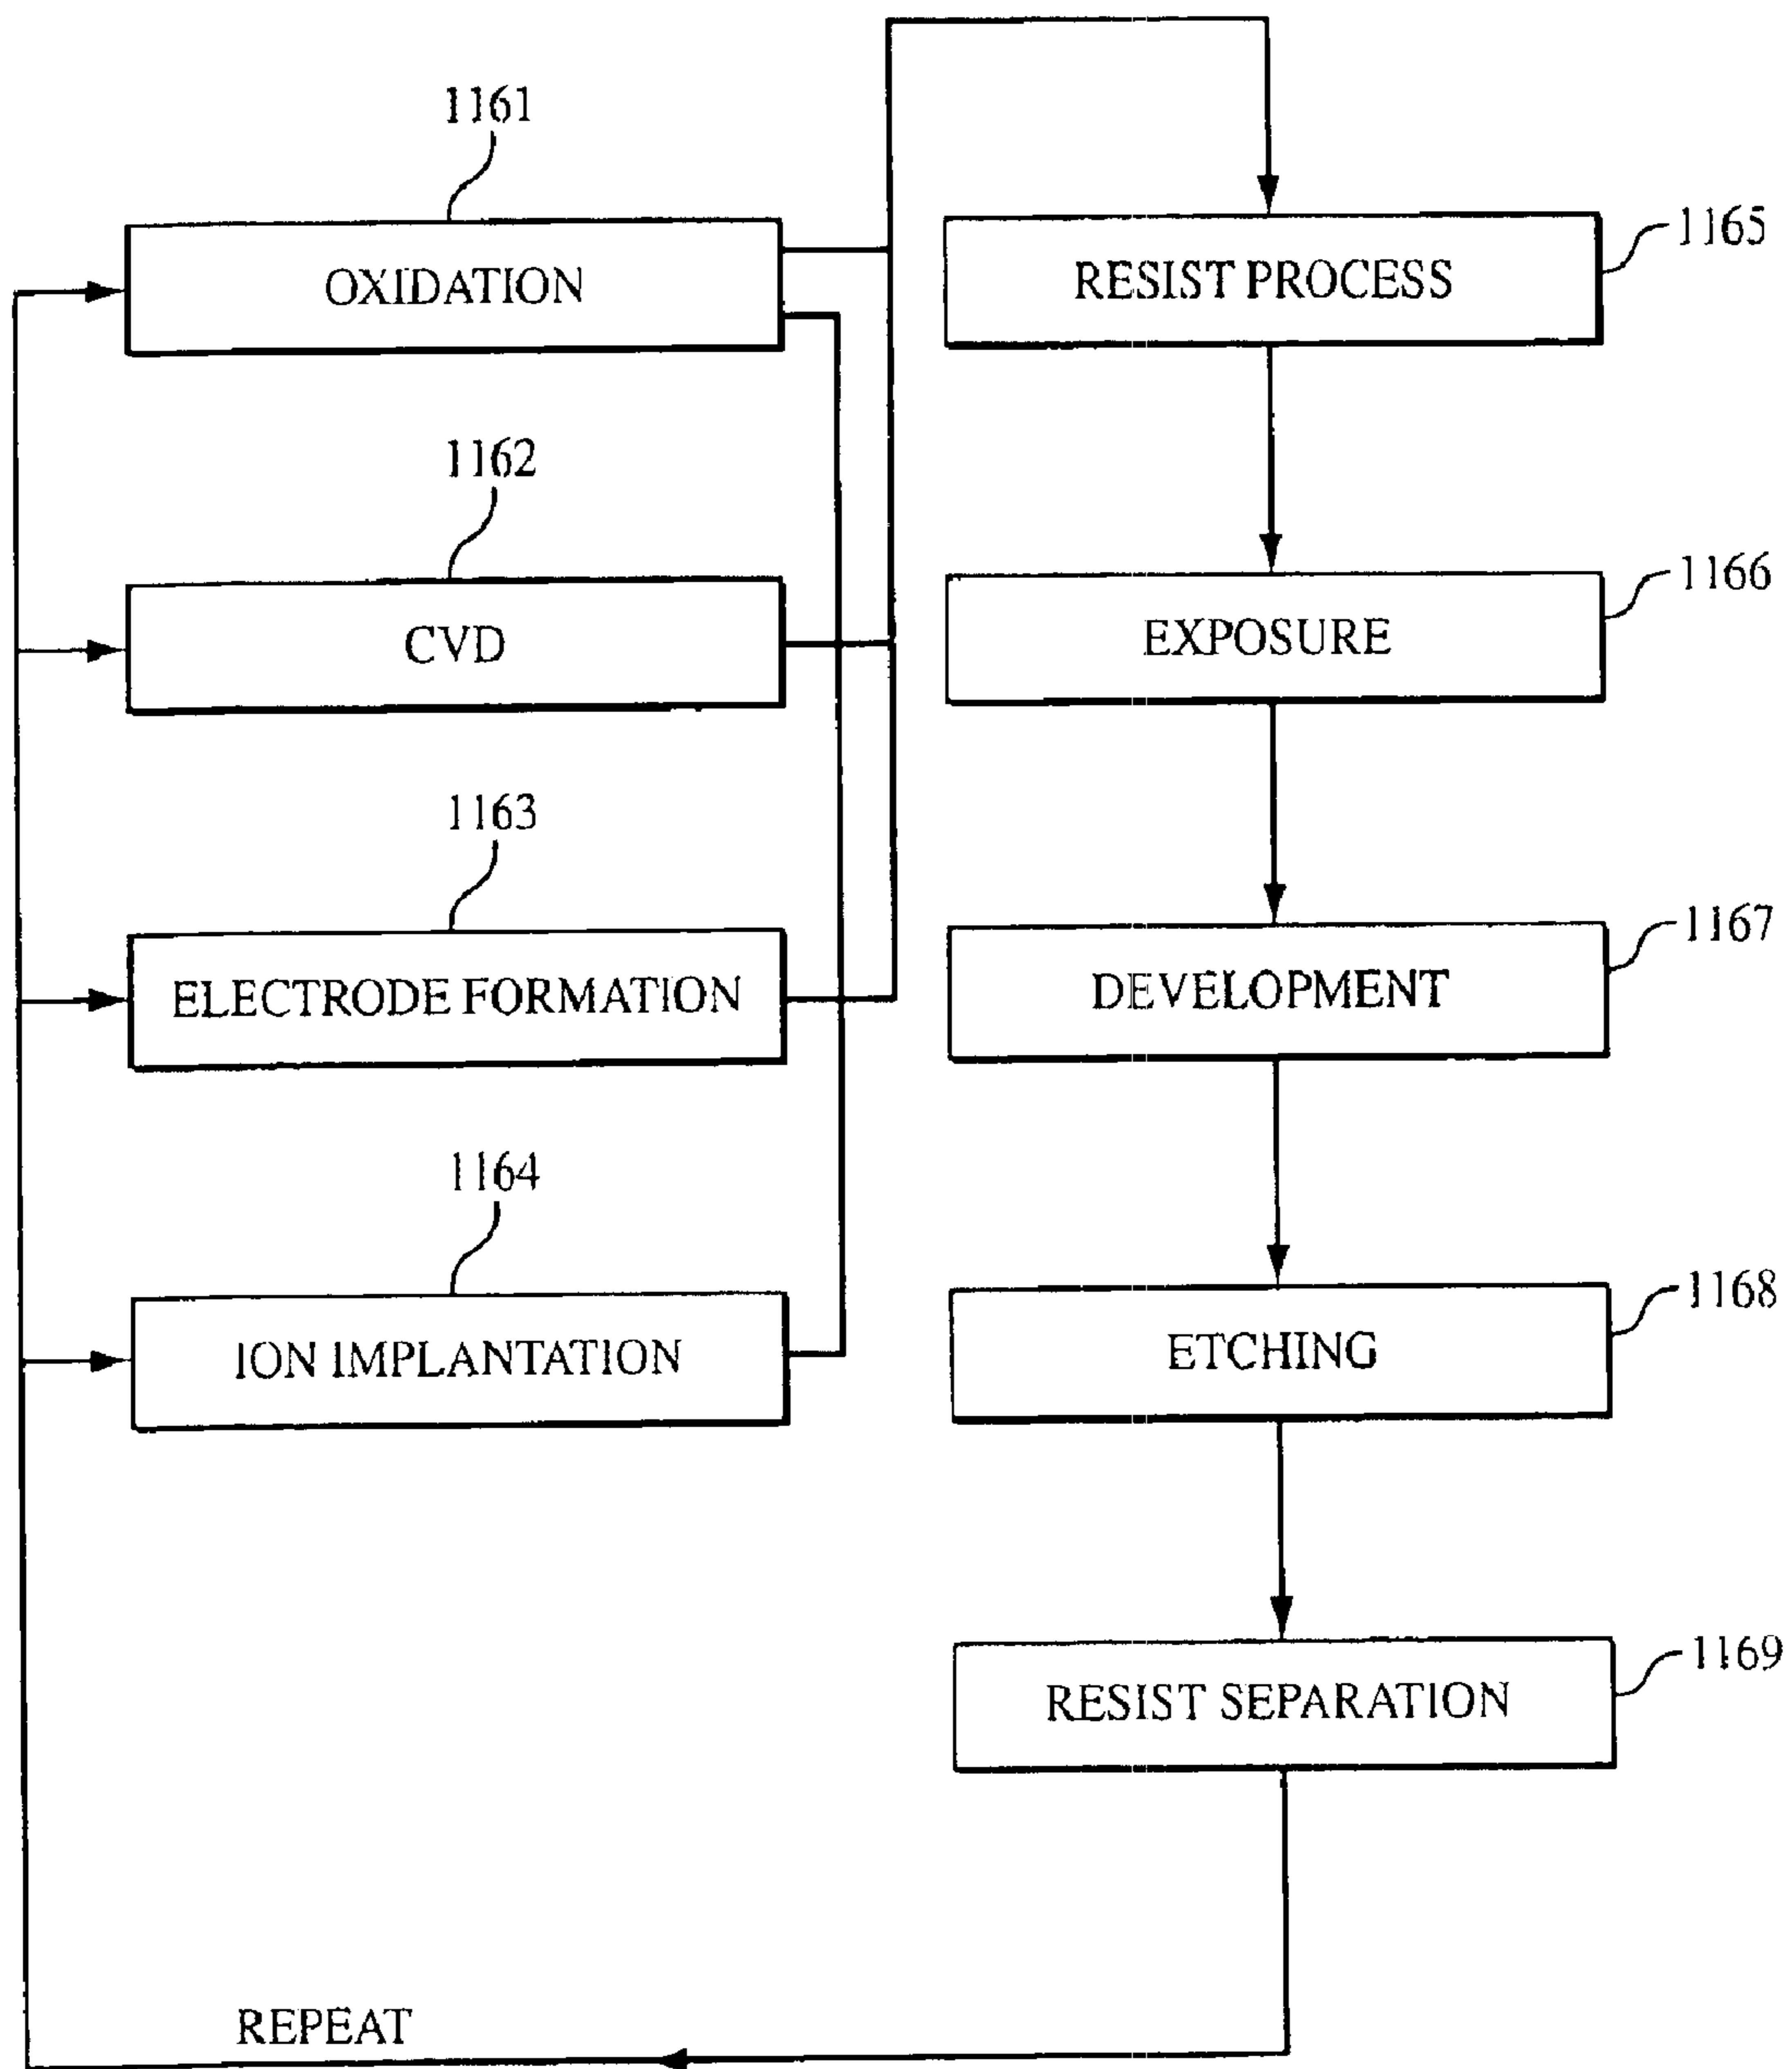 1161
OXIDATION
1162
CVD
1163
ELECTRODE FORMATION
1164
ION IMPLANTATION
1165
RESIST PROCESS
1166
EXPOSURE
1167
DEVELOPMENT
1168
ETCHING
1169
RESIST SEPARATION
REPEAT